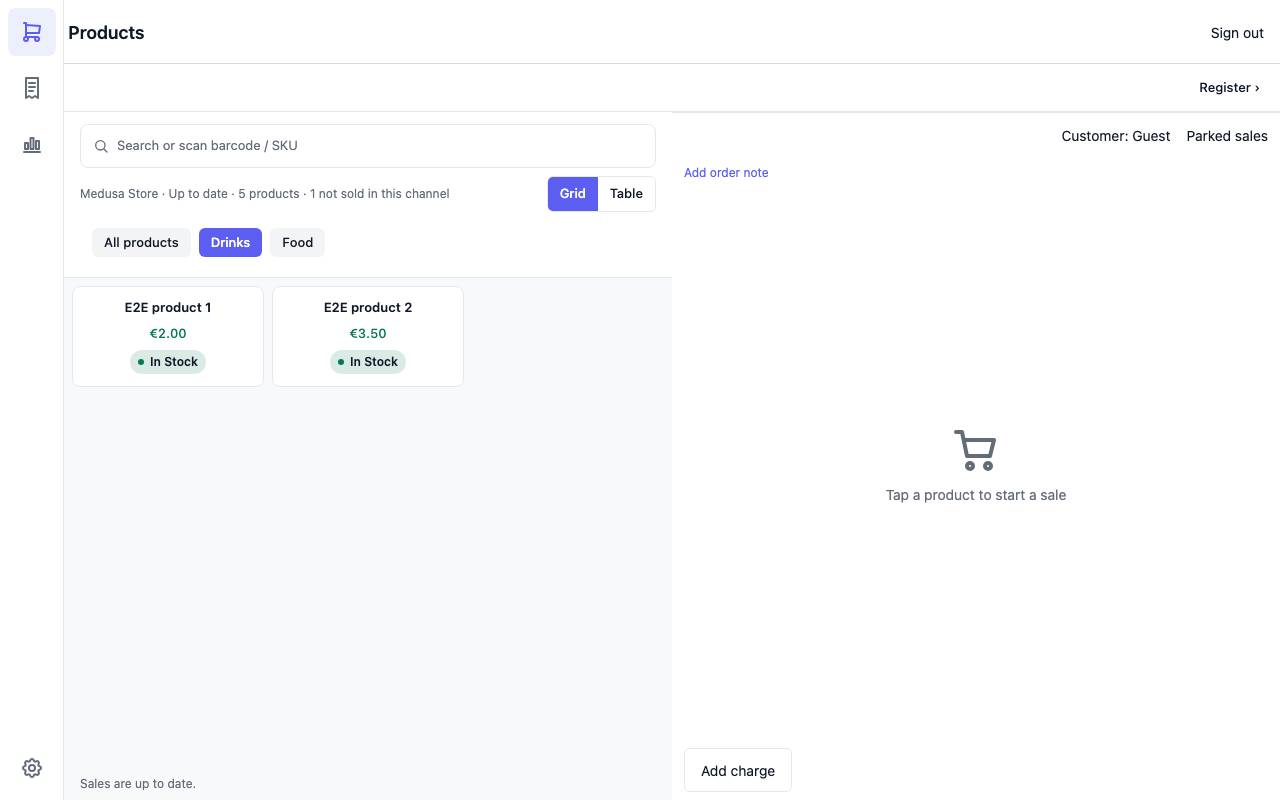 Products
Sign out
Register ›
Search or scan barcode / SKU
Customer: Guest
Parked sales
Add order note
Medusa Store · Up to date · 5 products · 1 not sold in this channel
Grid
Table
All products
Drinks
Food
E2E product 1
€2.00
In Stock
E2E product 2
€3.50
In Stock
Tap a product to start a sale
Add charge
Sales are up to date.